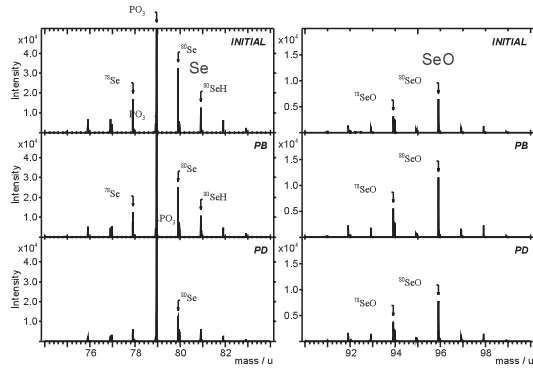 PO3
x10⁴
INITIAL
80Se
Se
4.0
Intensity
3.0
78Se
80SeH
2.0
PO3
1.0
x10⁴
PB
4.0
Intensity
80Se
3.0
78Se
80SeH
2.0
PO3
1.0
x10⁴
PD
4.0
Intensity
3.0
80Se
2.0
1.0
76
78
80
82
mass / u
x10⁴
INITIAL
SeO
1.5
80SeO
1.0
78SeO
0.5
x10⁴
PB
80SeO
1.5
78SeO
1.0
0.5
x10⁴
PD
1.5
80SeO
1.0
78SeO
0.5
92
94
96
98
mass / u